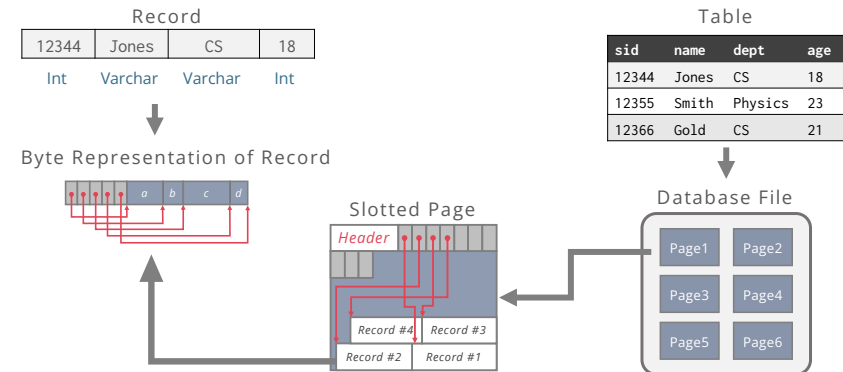 Record
12344 Jones CS 18
Int Varchar Varchar Int
Byte Representation of Record
a b c d
Slotted Page
Header
Record #4 Record #3
Record #2 Record #1
Table
sid name dept age
12344 Jones CS 18
12355 Smith Physics 23
12366 Gold CS 21
Database File
Page1 Page2
Page3 Page4
Page5 Page6